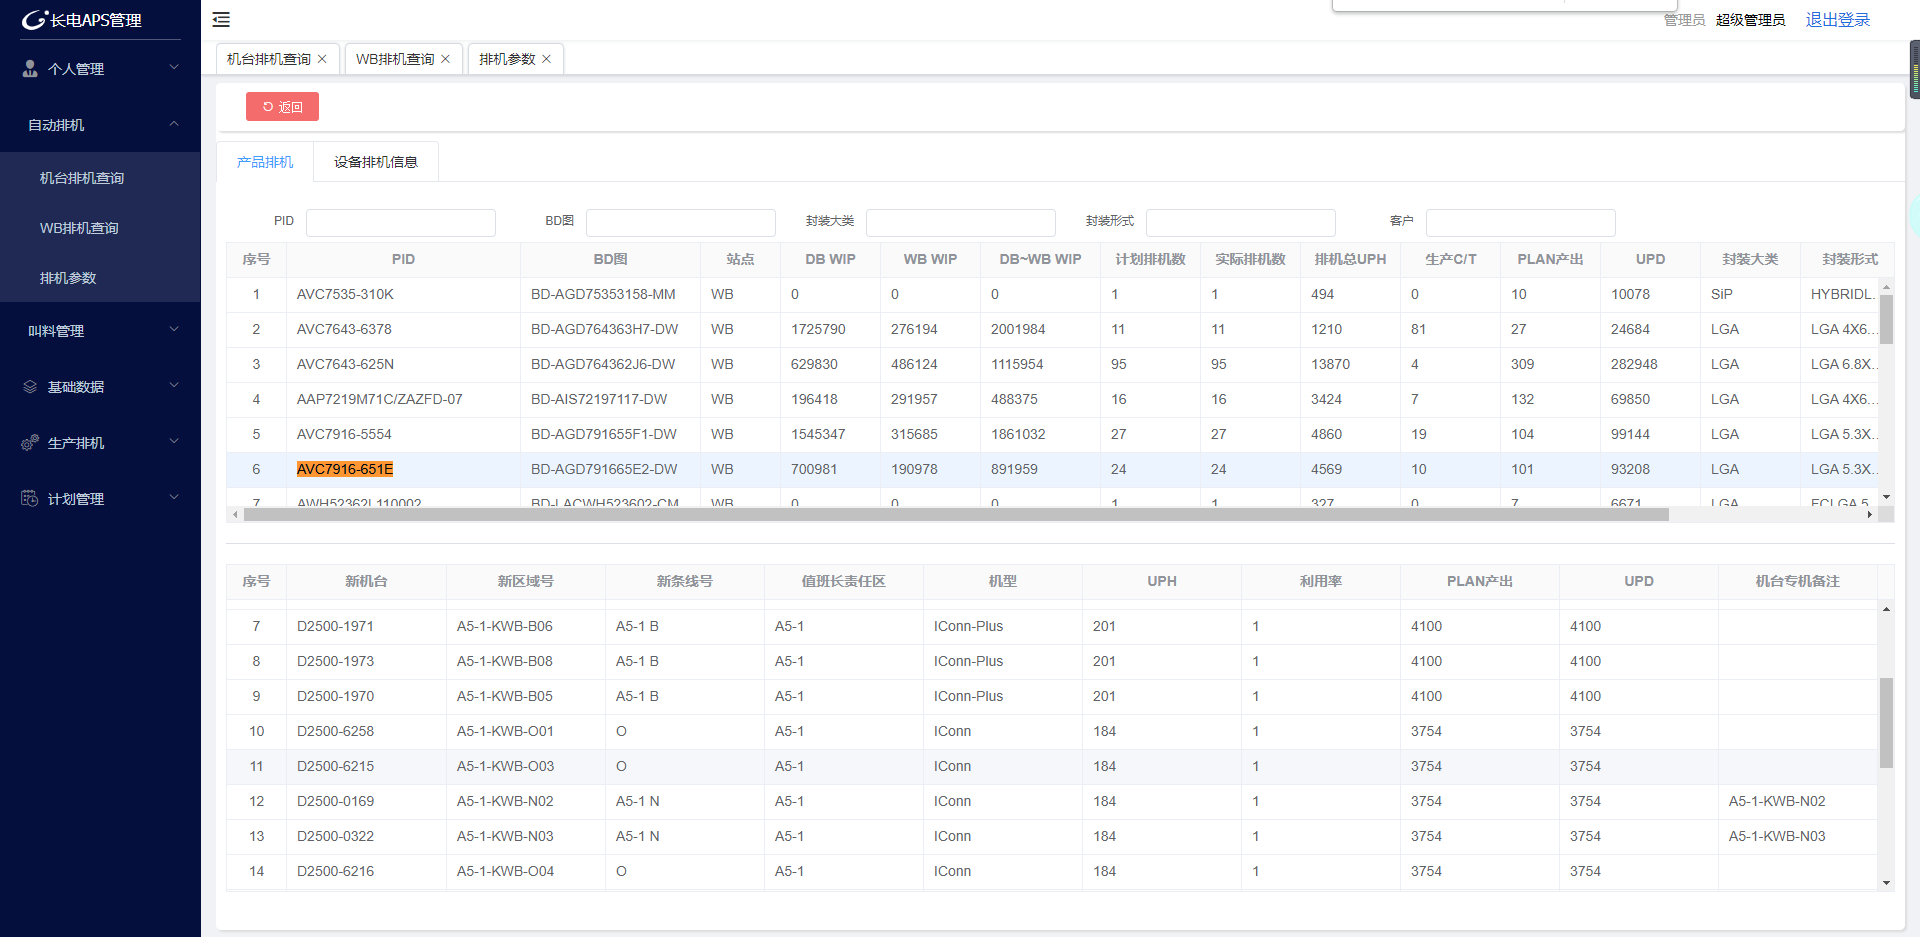 长电APS管理
管理员 超级管理员 退出登录
个人管理
自动排机
机台排机查询
WB排机查询
排机参数
叫料管理
基础数据
生产排机
计划管理
机台排机查询 WB排机查询 排机参数
返回
产品排机 设备排机信息
PID BD图 封装大类 封装形式 客户
序号 PID BD图 站点 DB WIP WB WIP DB~WB WIP 计划排机数 实际排机数 排机总UPH 生产C/T PLAN产出 UPD 封装大类 封装形式
1 AVC7535-310K BD-AGD75353158-MM WB 0 0 0 1 1 494 0 10 10078 SiP HYBRIDL...
2 AVC7643-6378 BD-AGD764363H7-DW WB 1725790 276194 2001984 11 11 1210 81 27 24684 LGA LGA 4X6...
3 AVC7643-625N BD-AGD764362J6-DW WB 629830 486124 1115954 95 95 13870 4 309 282948 LGA LGA 6.8X...
4 AAP7219M71C/ZAZFD-07 BD-AIS72197117-DW WB 196418 291957 488375 16 16 3424 7 132 69850 LGA LGA 4X6...
5 AVC7916-5554 BD-AGD791655F1-DW WB 1545347 315685 1861032 27 27 4860 19 104 99144 LGA LGA 5.3X...
6 AVC7916-651E BD-AGD791665E2-DW WB 700981 190978 891959 24 24 4569 10 101 93208 LGA LGA 5.3X...
7 AWH52362L110002 BD-LACWH523602-CM WB 0 0 0 1 1 327 0 7 6671 LGA ECLGA 5...
序号 新机台 新区域号 新条线号 值班长责任区 机型 UPH 利用率 PLAN产出 UPD 机台专机备注
7 D2500-1971 A5-1-KWB-B06 A5-1 B A5-1 IConn-Plus 201 1 4100 4100
8 D2500-1973 A5-1-KWB-B08 A5-1 B A5-1 IConn-Plus 201 1 4100 4100
9 D2500-1970 A5-1-KWB-B05 A5-1 B A5-1 IConn-Plus 201 1 4100 4100
10 D2500-6258 A5-1-KWB-O01 O A5-1 IConn 184 1 3754 3754
11 D2500-6215 A5-1-KWB-O03 O A5-1 IConn 184 1 3754 3754
12 D2500-0169 A5-1-KWB-N02 A5-1 N A5-1 IConn 184 1 3754 3754 A5-1-KWB-N02
13 D2500-0322 A5-1-KWB-N03 A5-1 N A5-1 IConn 184 1 3754 3754 A5-1-KWB-N03
14 D2500-6216 A5-1-KWB-O04 O A5-1 IConn 184 1 3754 3754